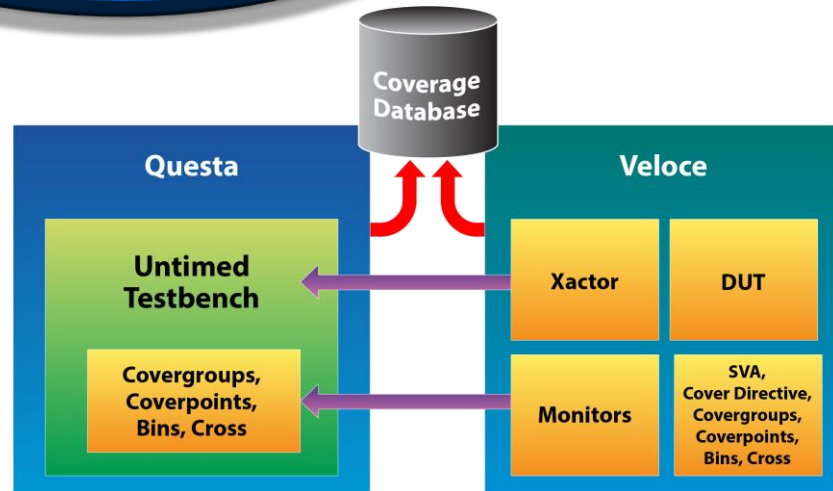 Coverage
Database
Questa
Untimed
Testbench
Covergroups,
Coverpoints,
Bins, Cross
Veloce
Xactor
DUT
Monitors
SVA,
Cover Directive,
Covergroups,
Coverpoints,
Bins, Cross